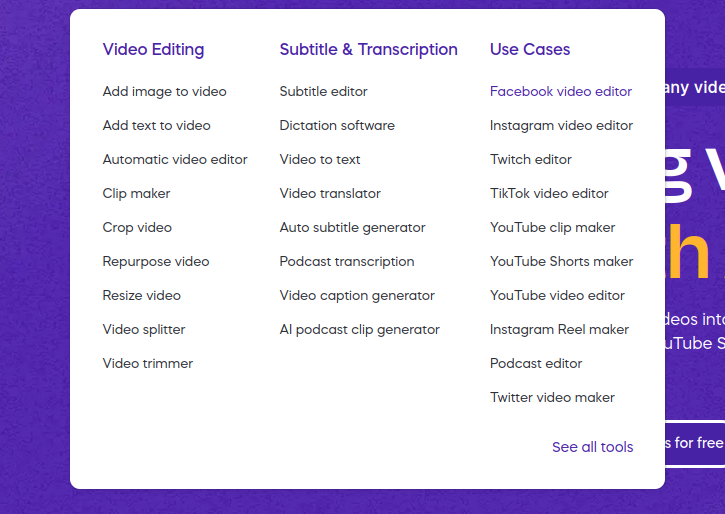 Video Editing
Add image to video
Add text to video
Automatic video editor
Clip maker
Crop video
Repurpose video
Resize video
Video splitter
Video trimmer
Subtitle & Transcription
Subtitle editor
Dictation software
Video to text
Video translator
Auto subtitle generator
Podcast transcription
Video caption generator
AI podcast clip generator
Use Cases
Facebook video editor
Instagram video editor
Twitch editor
TikTok video editor
YouTube clip maker
YouTube Shorts maker
YouTube video editor
Instagram Reel maker
Podcast editor
Twitter video maker
See all tools
any vide
g v
h
deos into
uTube S
s for free